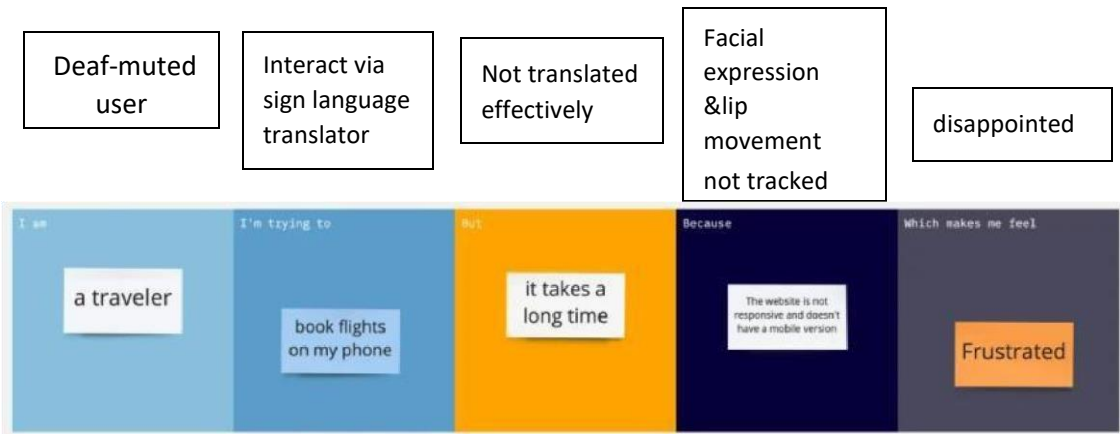 Deaf-muted
user
Interact via
sign language
translator
Not translated
effectively
Facial
expression
&lip
movement
not tracked
disappointed
I am
a traveler
I'm trying to
book flights
on my phone
But
it takes a
long time
Because
The website is not
responsive and doesn't
have a mobile version
Which makes me feel
Frustrated